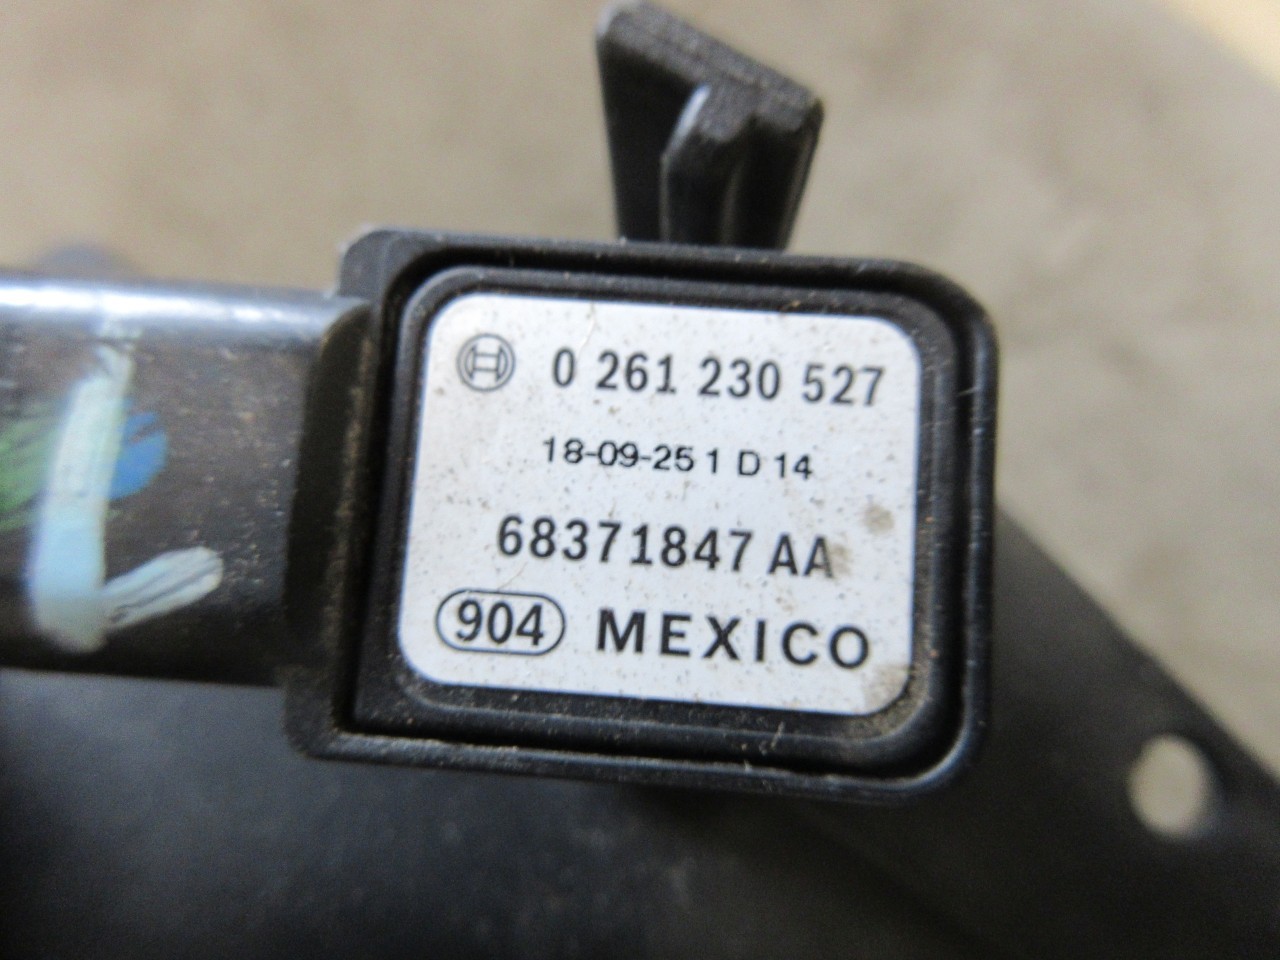 0 261 230 527
18-09-25 1 D 14
68371847 AA
904 MEXICO